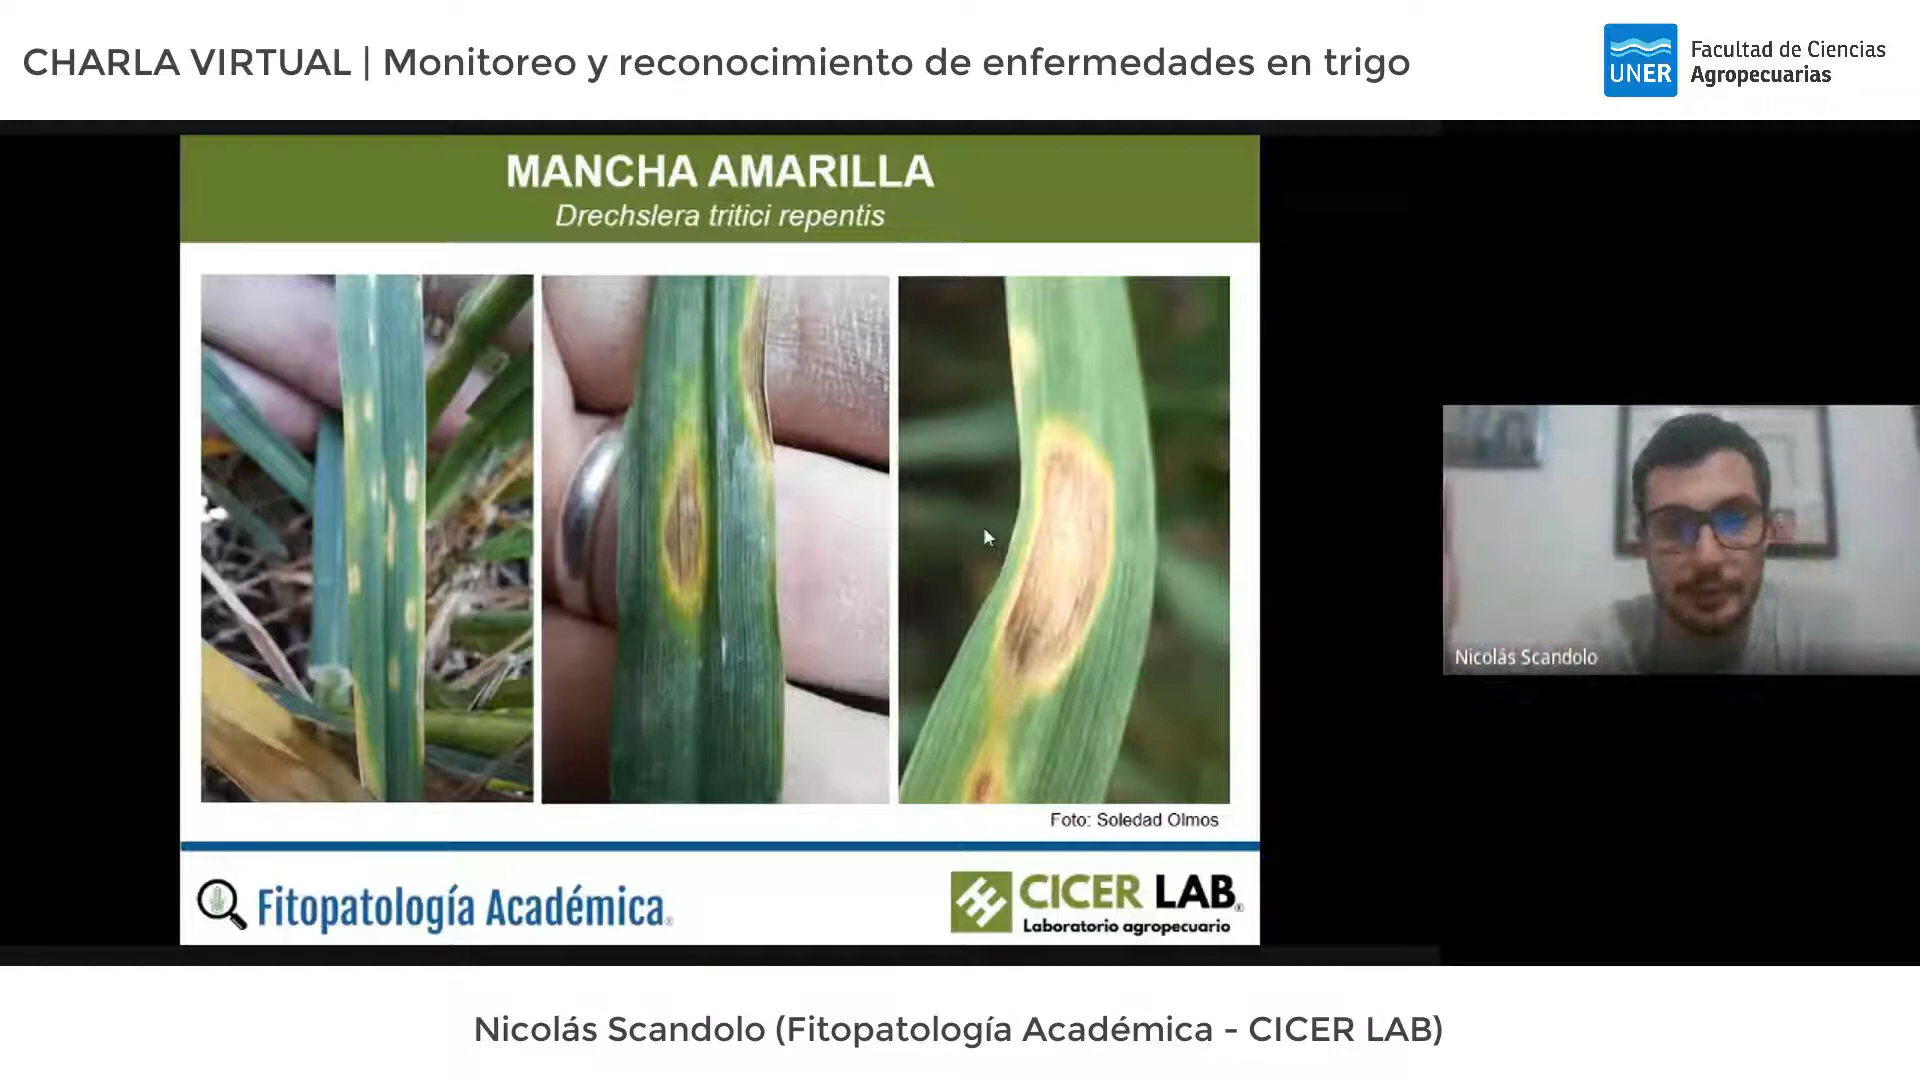 CHARLA VIRTUAL | Monitoreo y reconocimiento de enfermedades en trigo
UNER
Facultad de Ciencias
Agropecuarias
MANCHA AMARILLA
Drechslera tritici repentis
Nicolás Scandolo
Foto: Soledad Olmos
Fitopatología Académica®
CICER LAB®
Laboratorio agropecuario
Nicolás Scandolo (Fitopatología Académica - CICER LAB)